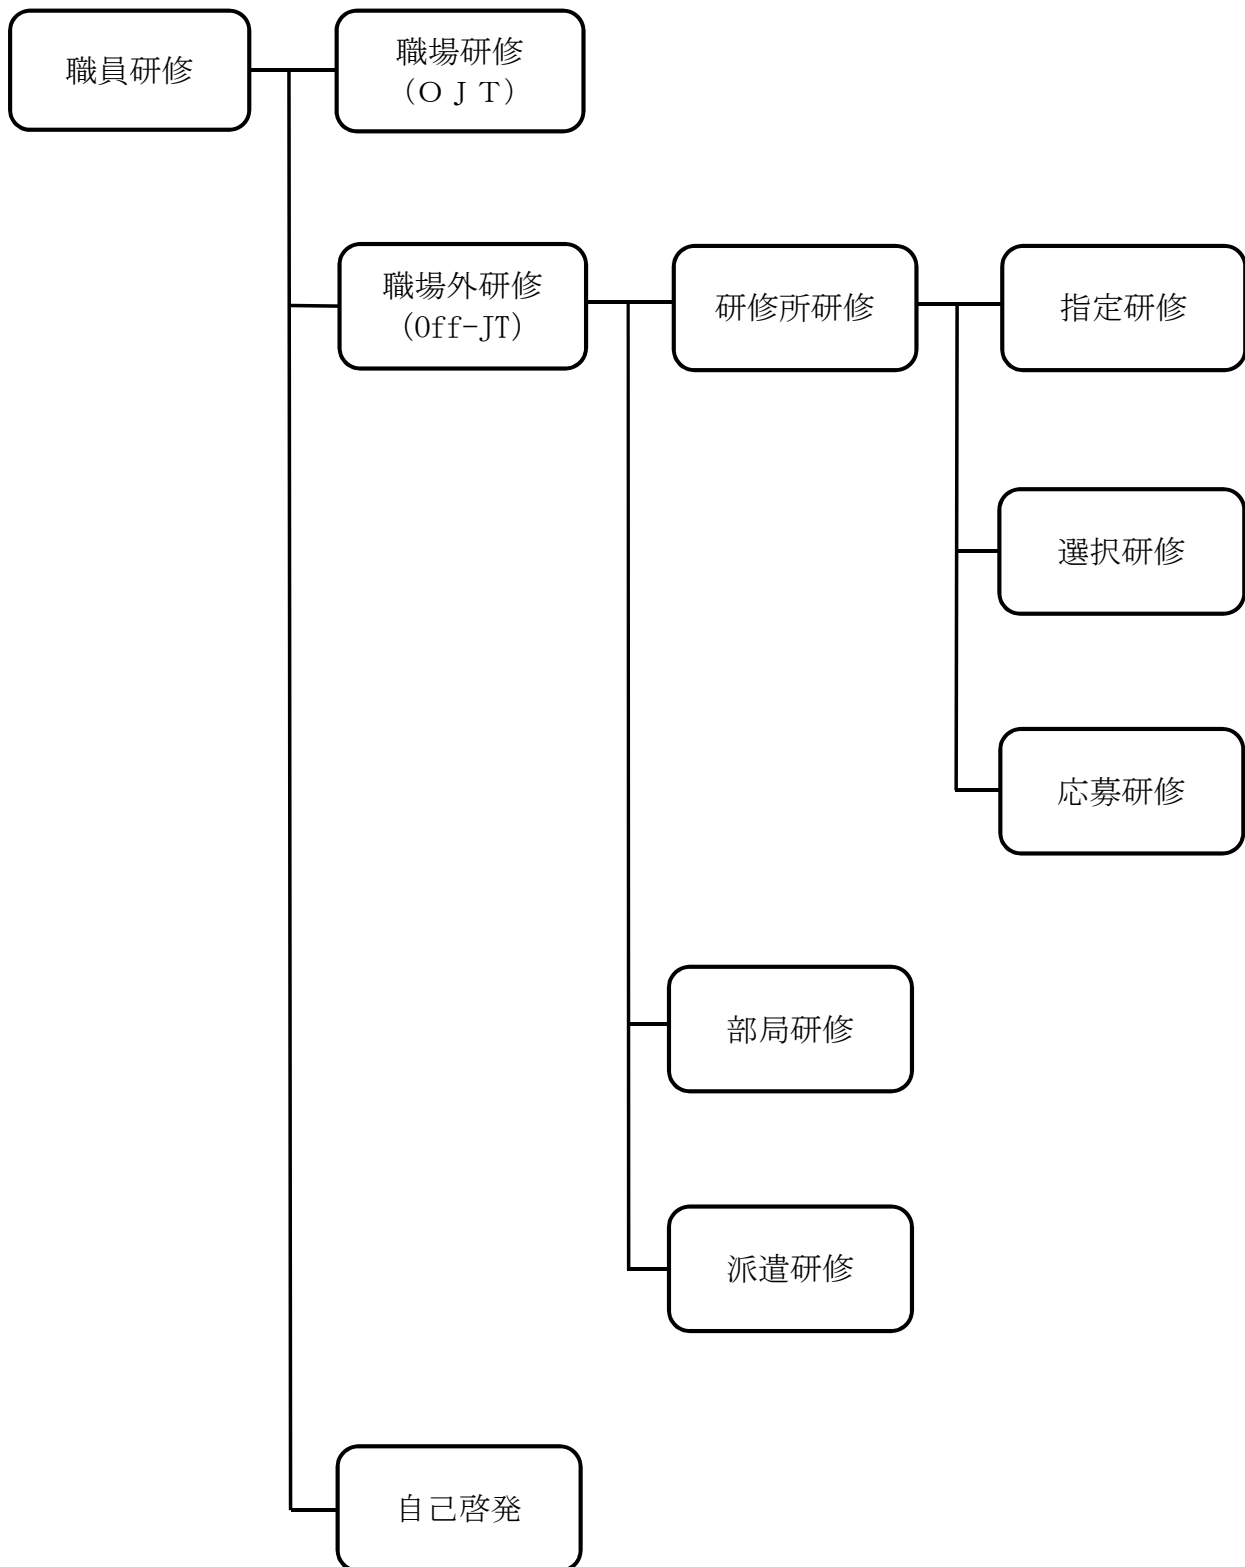 職員研修
職場研修
（ＯＪＴ）
職場外研修
（Off-JT）
研修所研修
指定研修
選択研修
応募研修
部局研修
派遣研修
自己啓発